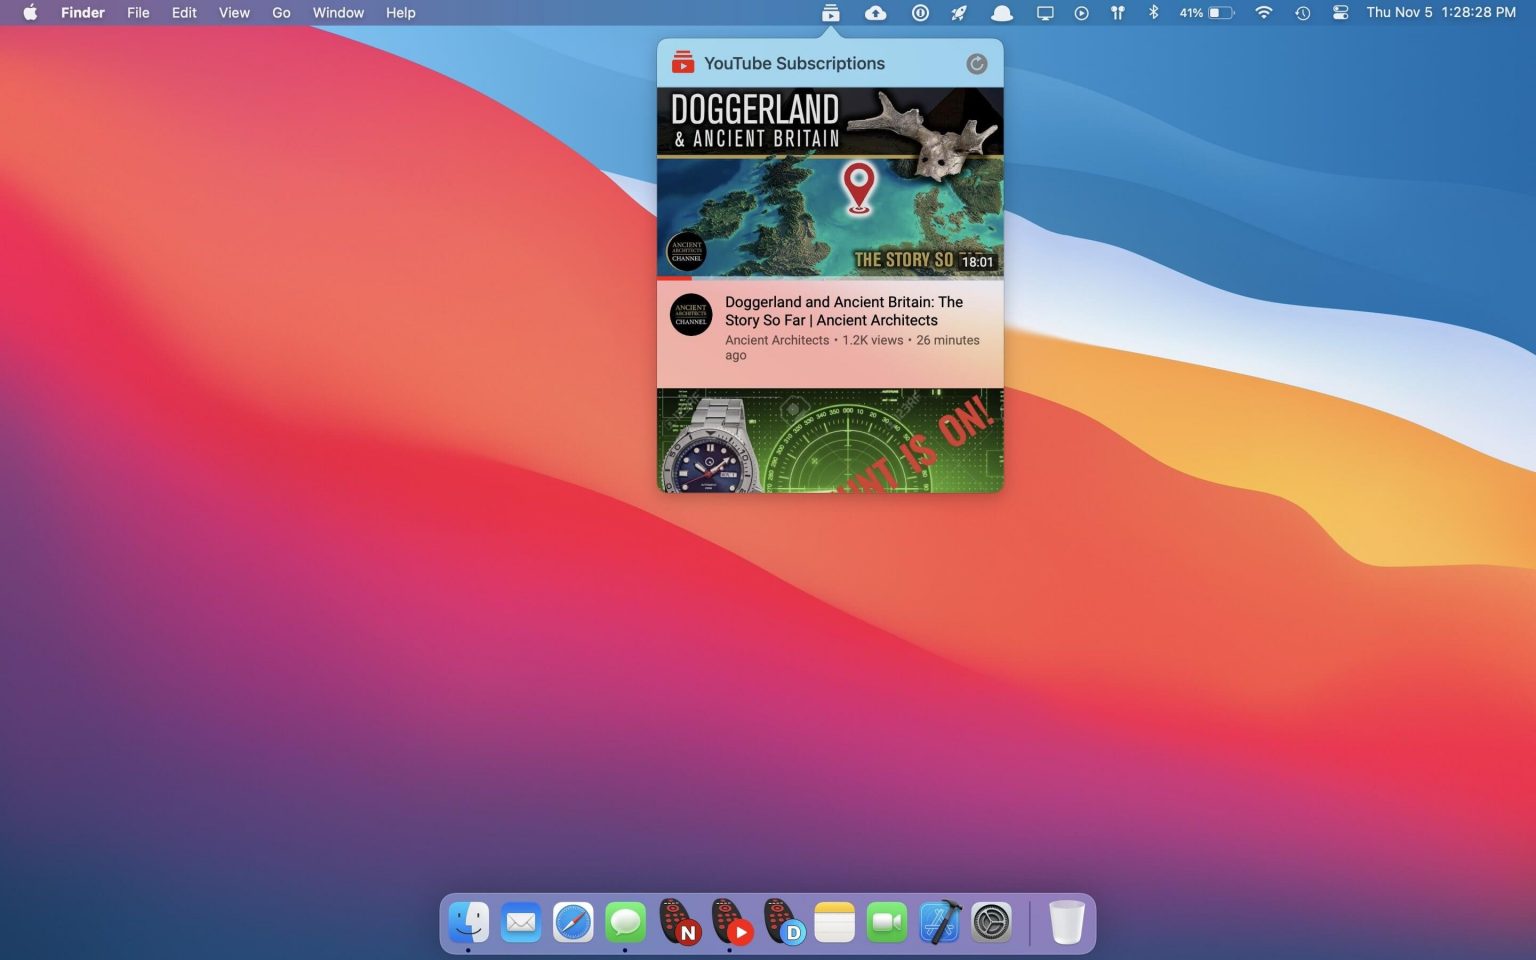 Finder File Edit View Go Window Help
41% Thu Nov 5 1:28:28 PM
YouTube Subscriptions
DOGGERLAND
& ANCIENT BRITAIN
ANCIENT
ARCHITECTS
CHANNEL
THE STORY SO
18:01
ANCIENT
ARCHITECTS
CHANNEL
Doggerland and Ancient Britain: The
Story So Far | Ancient Architects
Ancient Architects • 1.2K views • 26 minutes
ago
IS ON!
N
D